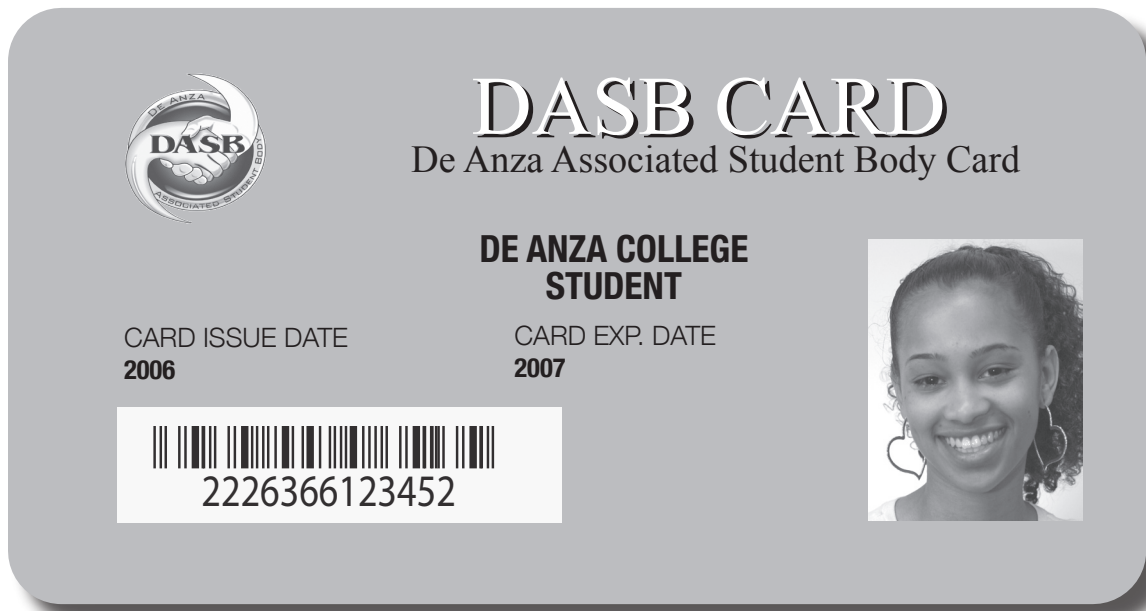 DE ANZA
DASB
ASSOCIATED STUDENT BODY
DASB CARD
De Anza Associated Student Body Card
DE ANZA COLLEGE
STUDENT
CARD ISSUE DATE
2006
CARD EXP. DATE
2007
2226366123452